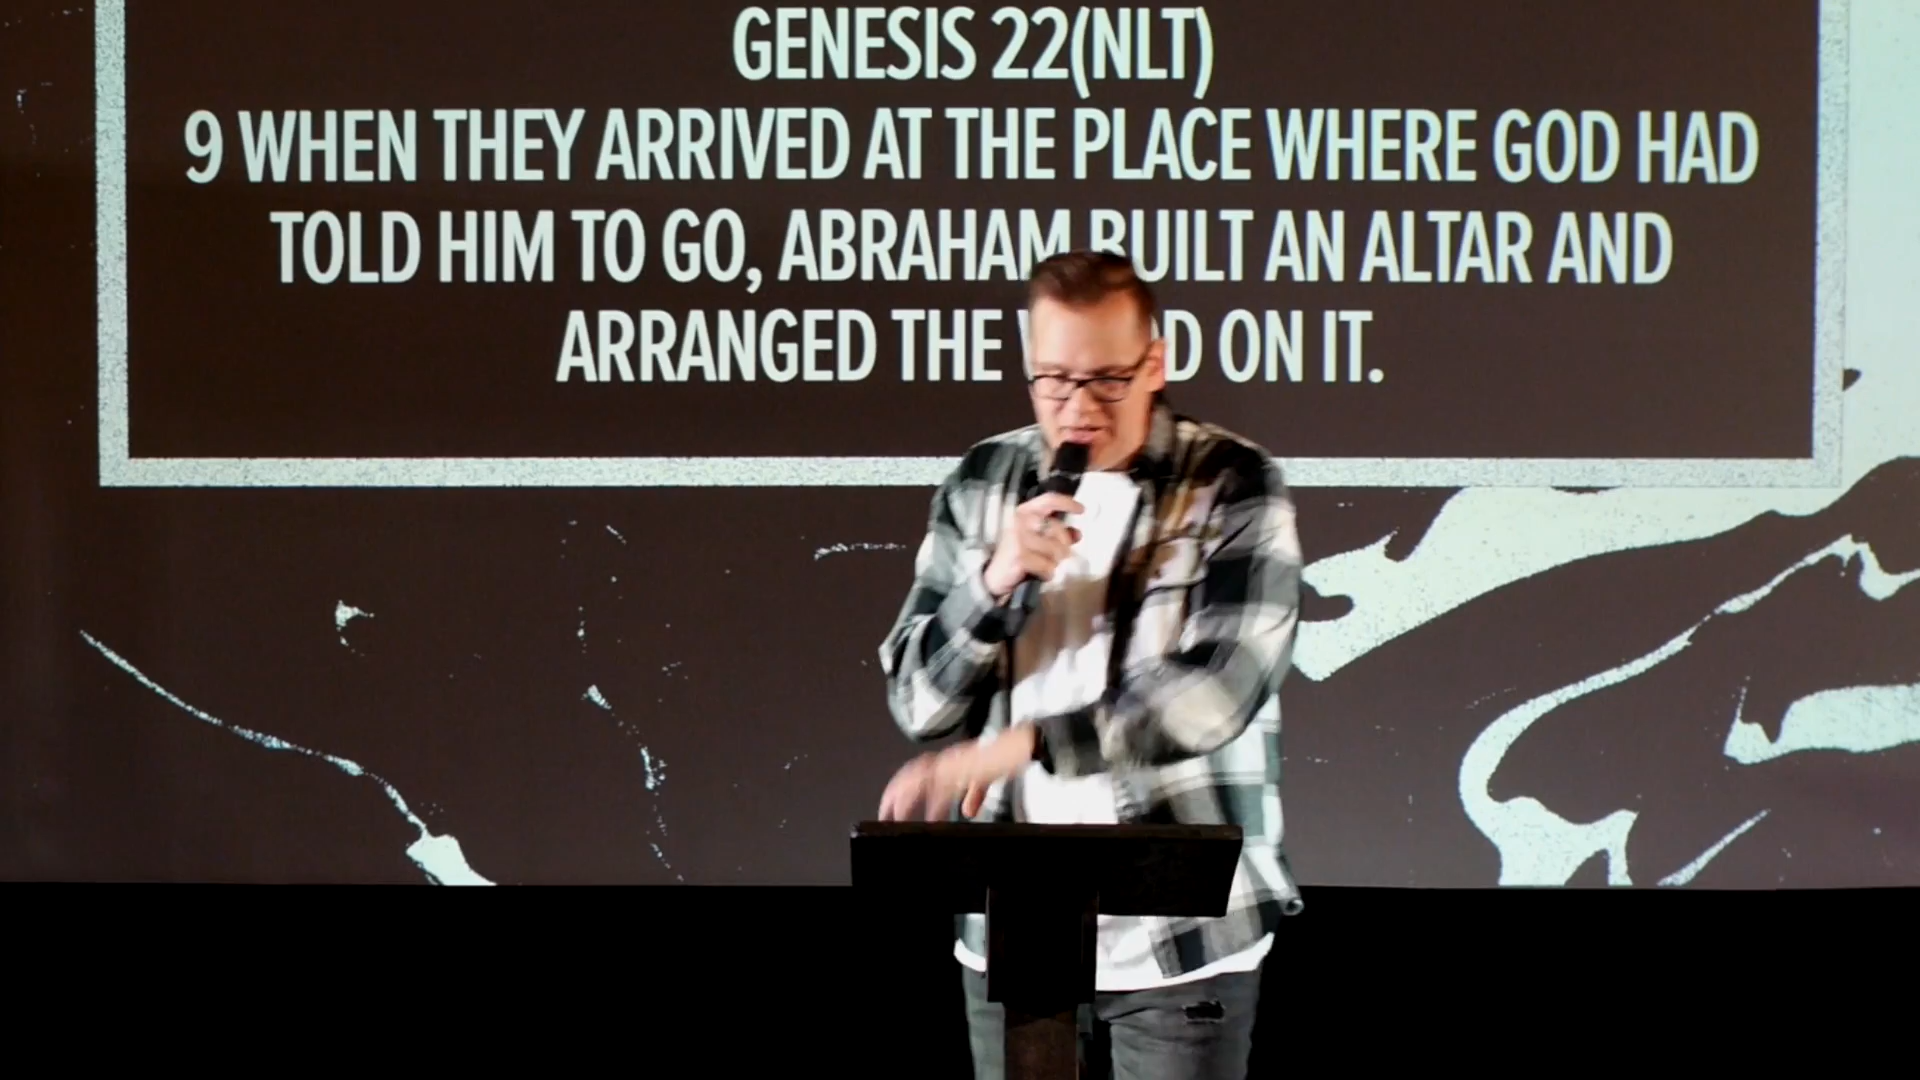 GENESIS 22(NLT)
9 WHEN THEY ARRIVED AT THE PLACE WHERE GOD HAD
TOLD HIM TO GO, ABRAHAM BUILT AN ALTAR AND
ARRANGED THE ON IT.